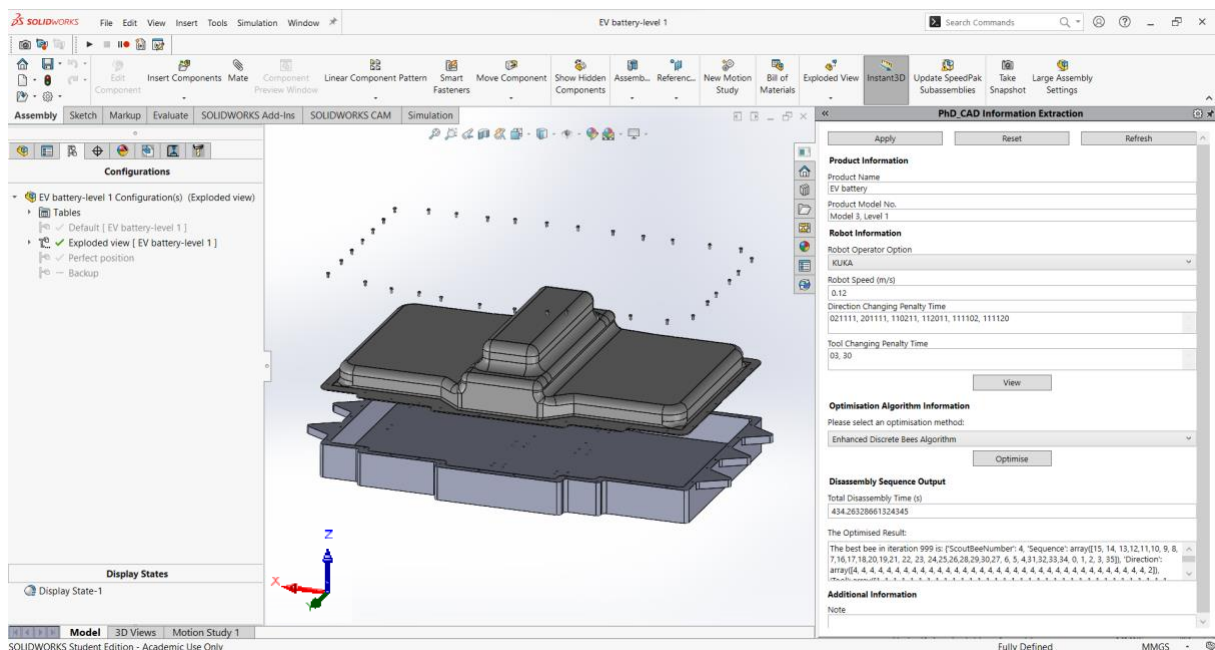 SOLIDWORKS File Edit View Insert Tools Simulation Window EV battery-level 1 Search Commands
Edit Component Insert Components Mate Component Preview Window Linear Component Pattern Smart Fasteners Move Component Show Hidden Components Assemb... Referenc... New Motion Study Bill of Materials Exploded View Instant3D Update SpeedPak Subassemblies Take Snapshot Large Assembly Settings
Assembly Sketch Markup Evaluate SOLIDWORKS Add-Ins SOLIDWORKS CAM Simulation
Configurations
EV battery-level 1 Configuration(s) (Exploded view)
Tables
Default [ EV battery-level 1 ]
Exploded view [ EV battery-level 1 ]
Perfect position
Backup
Display States
Display State-1
Z
X
Y
PhD_CAD Information Extraction
Apply Reset Refresh
Product Information
Product Name
EV battery
Product Model No.
Model 3, Level 1
Robot Information
Robot Operator Option
KUKA
Robot Speed (m/s)
0.12
Direction Changing Penalty Time
021111, 201111, 110211, 112011, 111102, 111120
Tool Changing Penalty Time
03, 30
View
Optimisation Algorithm Information
Please select an optimisation method:
Enhanced Discrete Bees Algorithm
Optimise
Disassembly Sequence Output
Total Disassembly Time (s)
434.26328661324345
The Optimised Result:
The best bee in iteration 999 is: {'ScoutBeeNumber': 4, 'Sequence': array([15, 14, 13,12,11,10, 9, 8,
7,16,17,18,20,19,21, 22, 23, 24,25,26,28,29,30,27, 6, 5, 4,31,32,33,34, 0, 1, 2, 3, 35]), 'Direction':
array([4, 4, 4, 4, 4, 4, 4, 4, 4, 4, 4, 4, 4, 4, 4, 4, 4, 4, 4, 4, 4, 4, 4, 4, 4, 4, 4, 4, 4, 4, 4, 4, 4, 4, 4, 2]),
Additional Information
Note
Model 3D Views Motion Study 1
SOLIDWORKS Student Edition - Academic Use Only Fully Defined MMGS